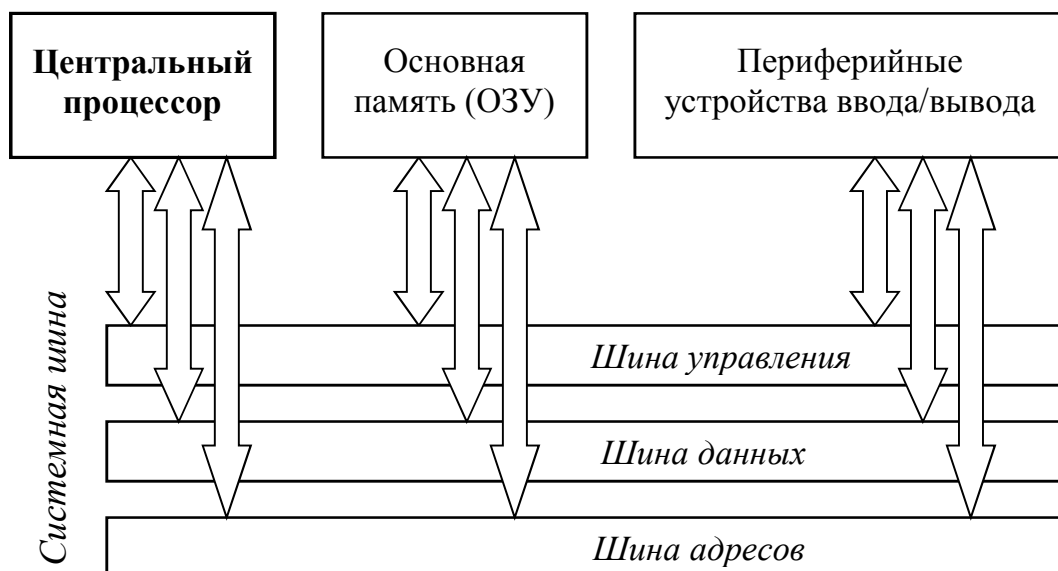 Центральный
процессор
Основная
память (ОЗУ)
Периферийные
устройства ввода/вывода
Системная шина
Шина управления
Шина данных
Шина адресов